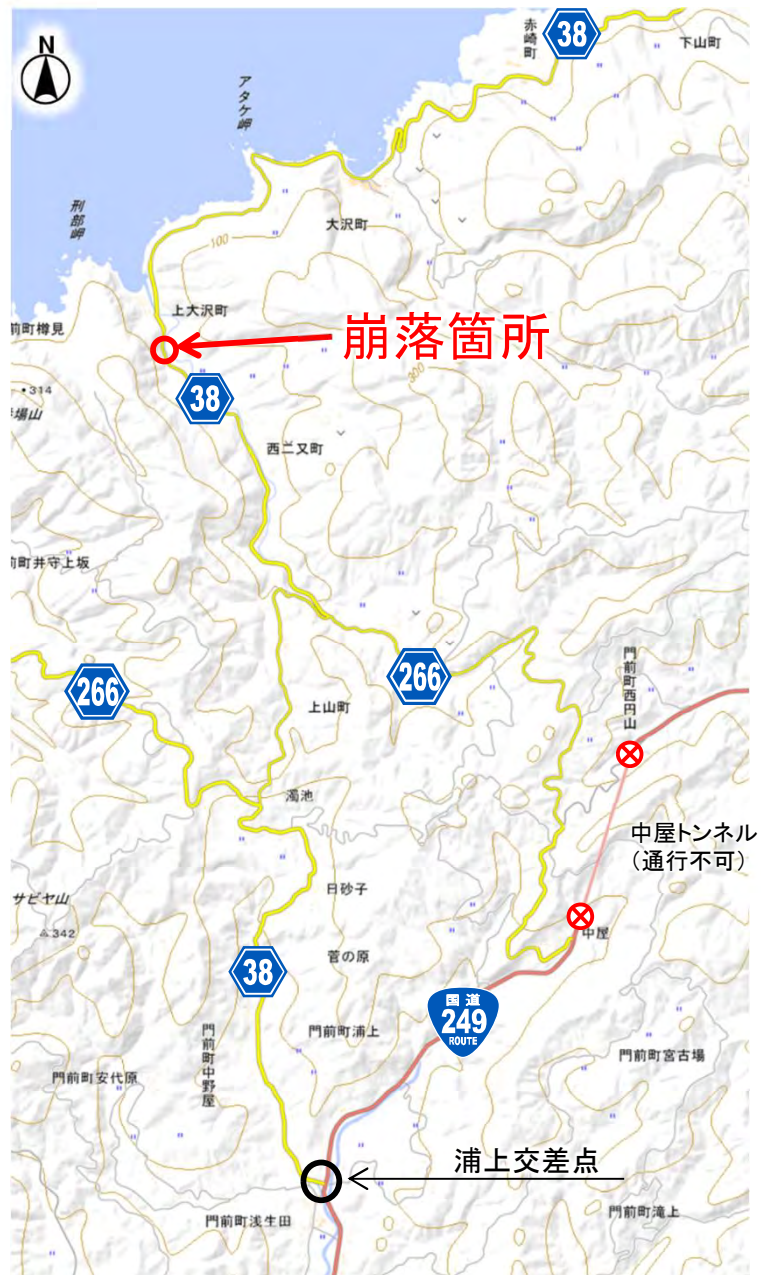 N
赤崎町
38
下山町
アタケ岬
刑部岬
大沢町
100
上大沢町
前町樽見
崩落箇所
300
・314
38
場山
西二又町
前町井守上坂
266
266
門前町西円山
上山町
濁池
中屋トンネル
(通行不可)
日砂子
サビヤ山
342
中屋
菅の原
38
国道
249
ROUTE
門前町中野屋
門前町浦上
門前町宮古場
門前町安代原
浦上交差点
門前町浅生田
門前町滝上